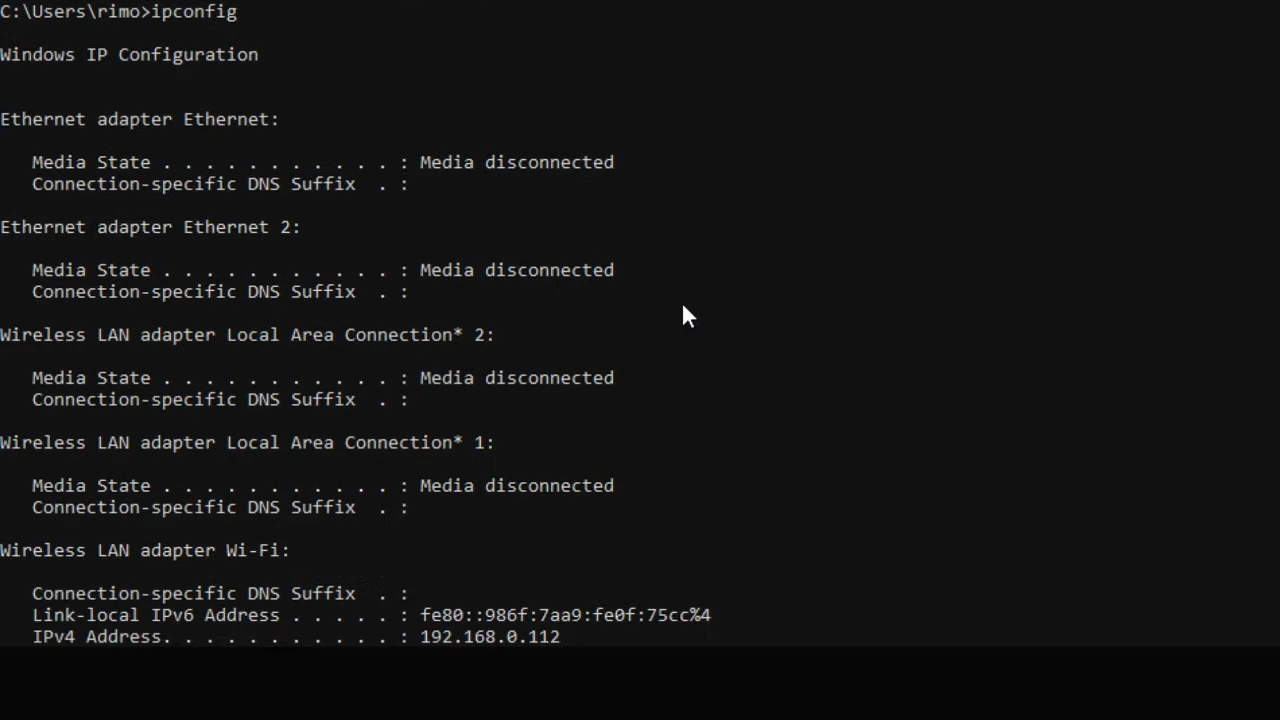 C:\Users\rimo>ipconfig
Windows IP Configuration
Ethernet adapter Ethernet:
   Media State . . . . . . . . . . . : Media disconnected
   Connection-specific DNS Suffix  . :
Ethernet adapter Ethernet 2:
   Media State . . . . . . . . . . . : Media disconnected
   Connection-specific DNS Suffix  . :
Wireless LAN adapter Local Area Connection* 2:
   Media State . . . . . . . . . . . : Media disconnected
   Connection-specific DNS Suffix  . :
Wireless LAN adapter Local Area Connection* 1:
   Media State . . . . . . . . . . . : Media disconnected
   Connection-specific DNS Suffix  . :
Wireless LAN adapter Wi-Fi:
   Connection-specific DNS Suffix  . :
   Link-local IPv6 Address . . . . . : fe80::986f:7aa9:fe0f:75cc%4
   IPv4 Address. . . . . . . . . . . : 192.168.0.112